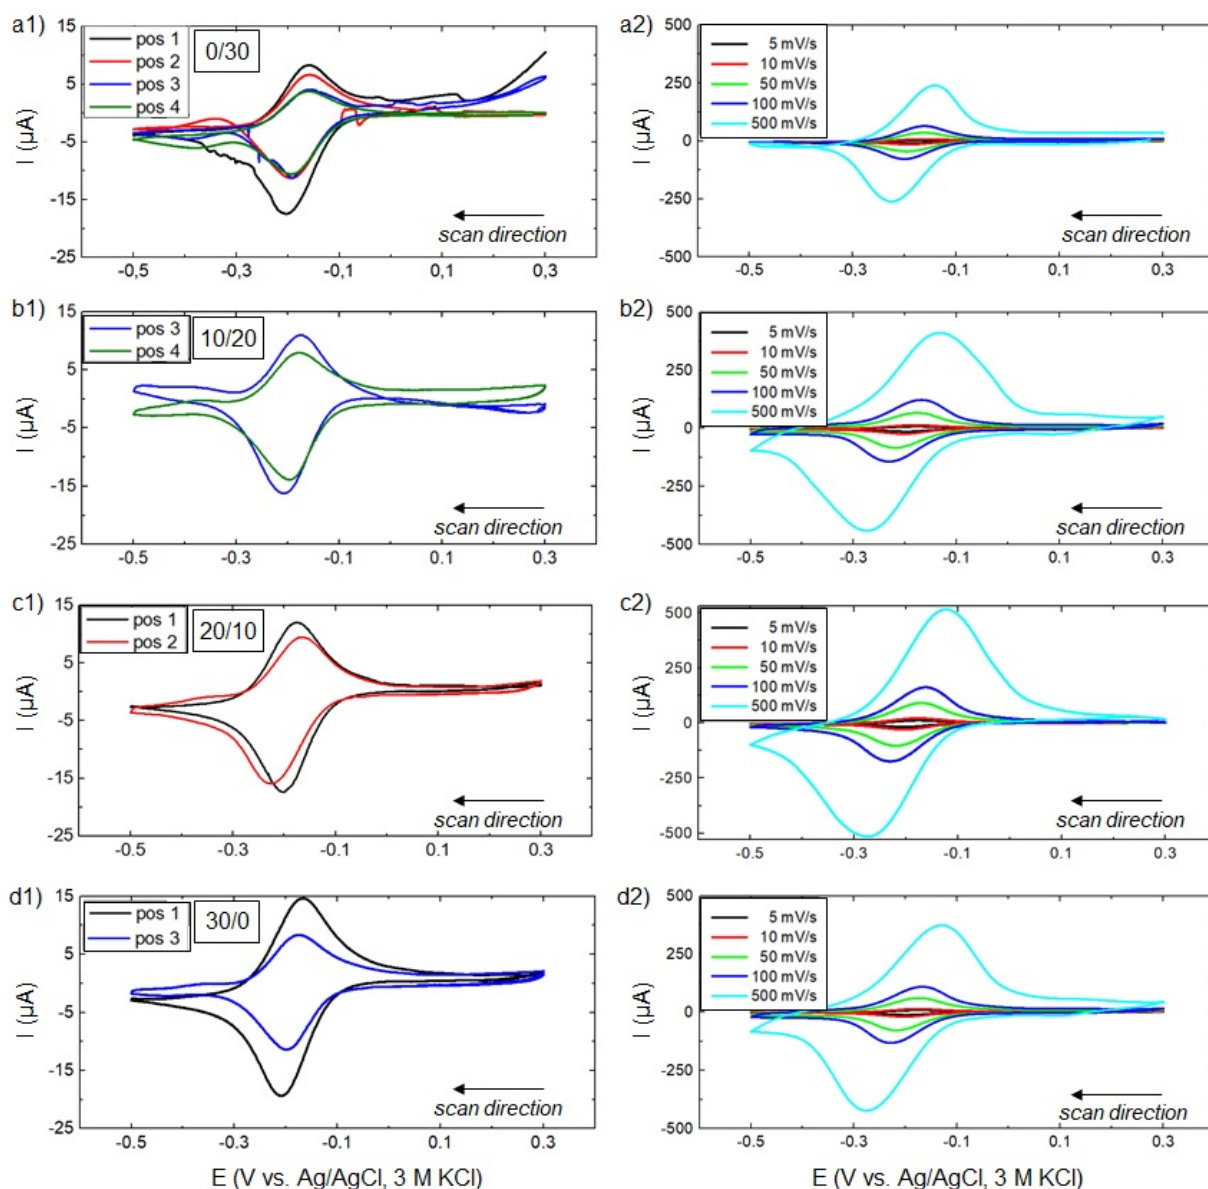 a1)
15
5
-5
-15
-25
I (µA)
pos 1
pos 2
pos 3
pos 4
0/30
scan direction
-0,5
-0,3
-0,1
0,1
0,3
a2)
500
250
0
-250
-500
I (µA)
5 mV/s
10 mV/s
50 mV/s
100 mV/s
500 mV/s
scan direction
-0.5
-0.3
-0.1
0.1
0.3
b1)
15
5
-5
-15
-25
I (µA)
pos 3
pos 4
10/20
scan direction
-0.5
-0.3
-0.1
0.1
0.3
b2)
500
250
0
-250
-500
I (µA)
5 mV/s
10 mV/s
50 mV/s
100 mV/s
500 mV/s
scan direction
-0.5
-0.3
-0.1
0.1
0.3
c1)
15
5
-5
-15
-25
I (µA)
pos 1
pos 2
20/10
scan direction
-0.5
-0.3
-0.1
0.1
0.3
c2)
500
250
0
-250
-500
I (µA)
5 mV/s
10 mV/s
50 mV/s
100 mV/s
500 mV/s
scan direction
-0.5
-0.3
-0.1
0.1
0.3
d1)
15
5
-5
-15
-25
I (µA)
pos 1
pos 3
30/0
scan direction
-0.5
-0.3
-0.1
0.1
0.3
E (V vs. Ag/AgCl, 3 M KCl)
d2)
500
250
0
-250
-500
I (µA)
5 mV/s
10 mV/s
50 mV/s
100 mV/s
500 mV/s
scan direction
-0.5
-0.3
-0.1
0.1
0.3
E (V vs. Ag/AgCl, 3 M KCl)